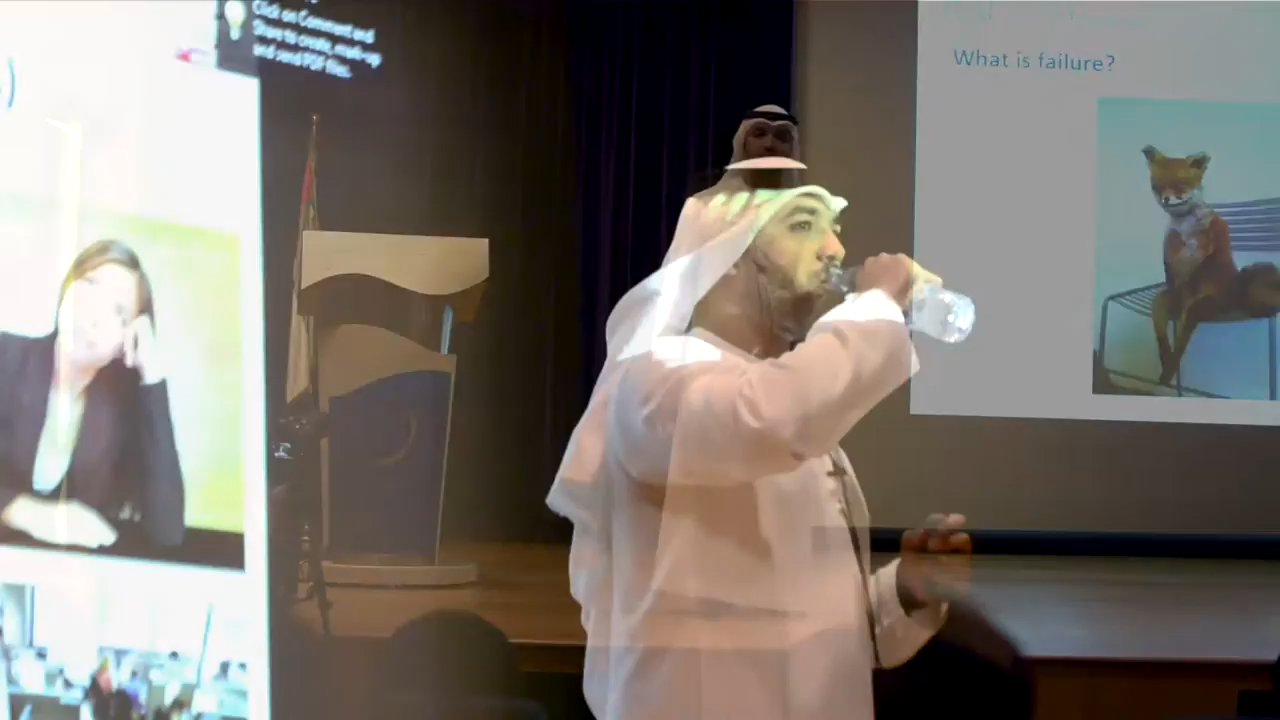 Click on Comment and
Share to create, mark-up
and send PDF files.
What is failure?